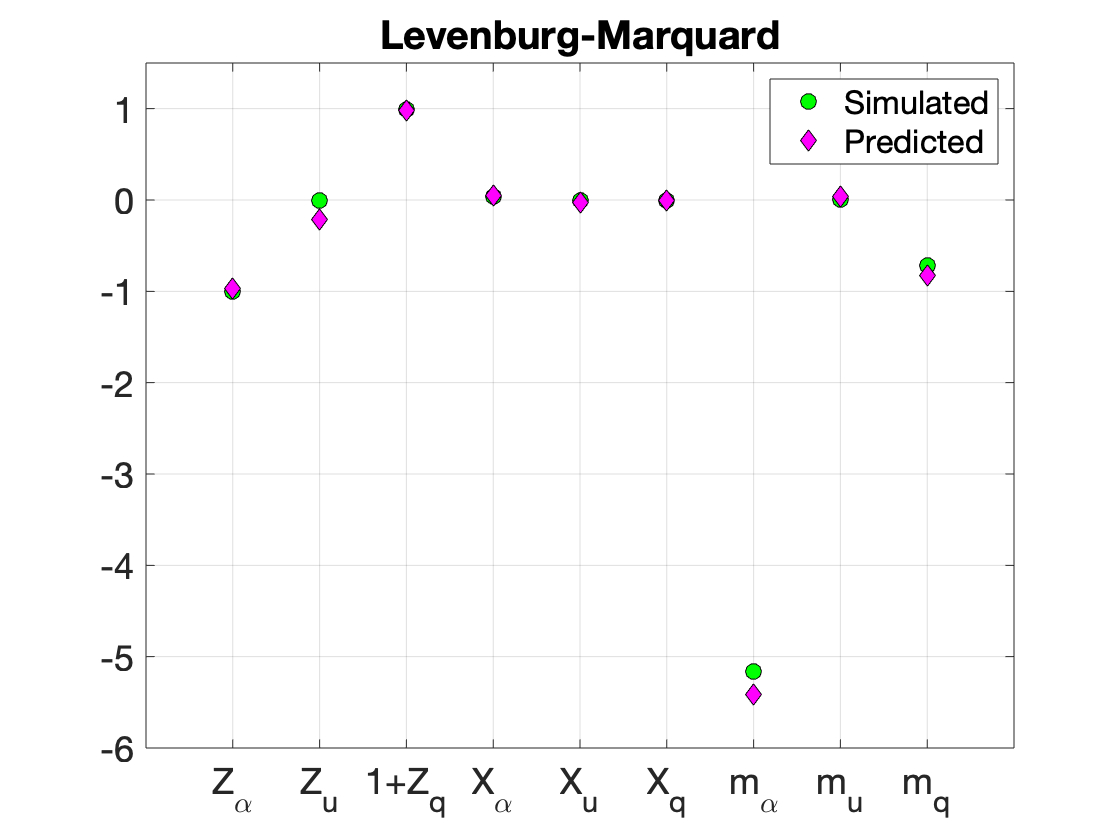 Levenburg-Marquard
Simulated
Predicted
1
0
-1
-2
-3
-4
-5
-6
Zα Zu 1+Zq Xα Xu Xq mα mu mq